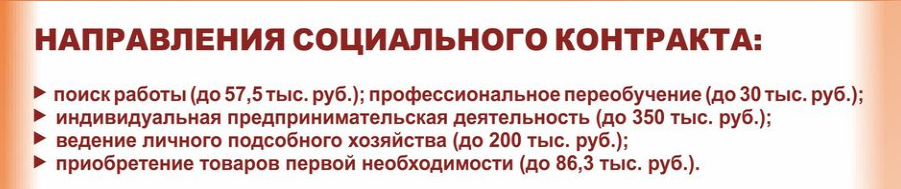 НАПРАВЛЕНИЯ СОЦИАЛЬНОГО КОНТРАКТА:
поиск работы (до 57,5 тыс. руб.); профессиональное переобучение (до 30 тыс. руб.);
индивидуальная предпринимательская деятельность (до 350 тыс. руб.);
ведение личного подсобного хозяйства (до 200 тыс. руб.);
приобретение товаров первой необходимости (до 86,3 тыс. руб.).